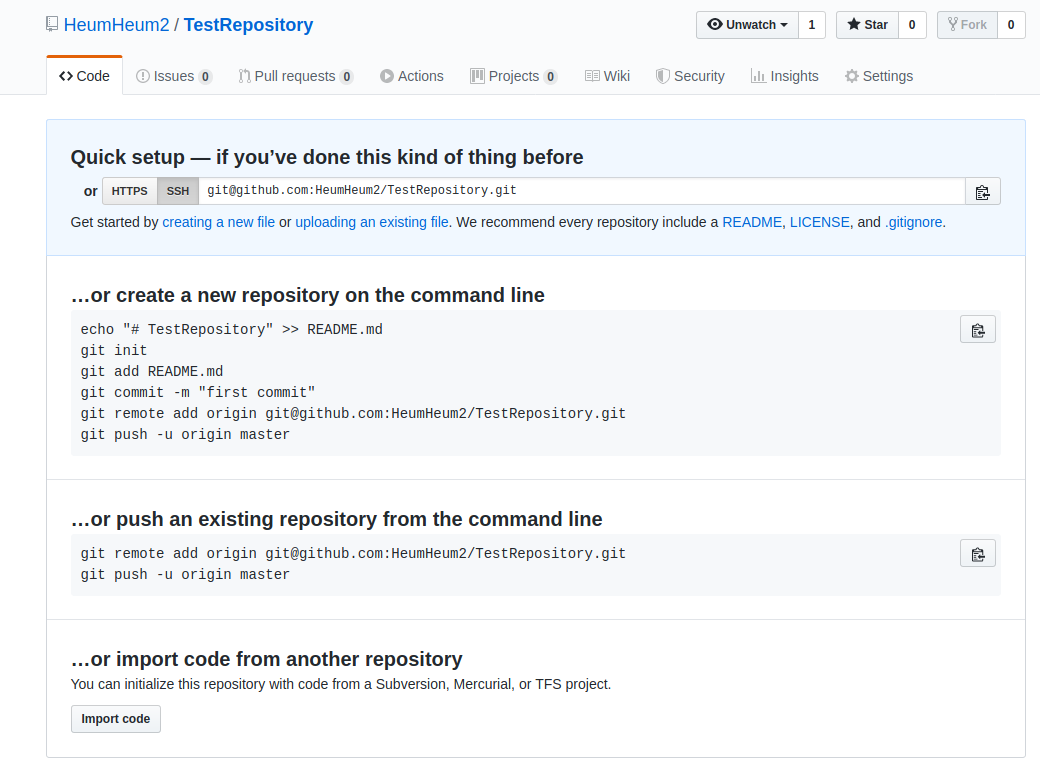 HeumHeum2 / TestRepository
Unwatch 1 Star 0 Fork 0
Code Issues 0 Pull requests 0 Actions Projects 0 Wiki Security Insights Settings
Quick setup — if you’ve done this kind of thing before
or HTTPS SSH git@github.com:HeumHeum2/TestRepository.git
Get started by creating a new file or uploading an existing file. We recommend every repository include a README, LICENSE, and .gitignore.
…or create a new repository on the command line
echo "# TestRepository" >> README.md
git init
git add README.md
git commit -m "first commit"
git remote add origin git@github.com:HeumHeum2/TestRepository.git
git push -u origin master
…or push an existing repository from the command line
git remote add origin git@github.com:HeumHeum2/TestRepository.git
git push -u origin master
…or import code from another repository
You can initialize this repository with code from a Subversion, Mercurial, or TFS project.
Import code